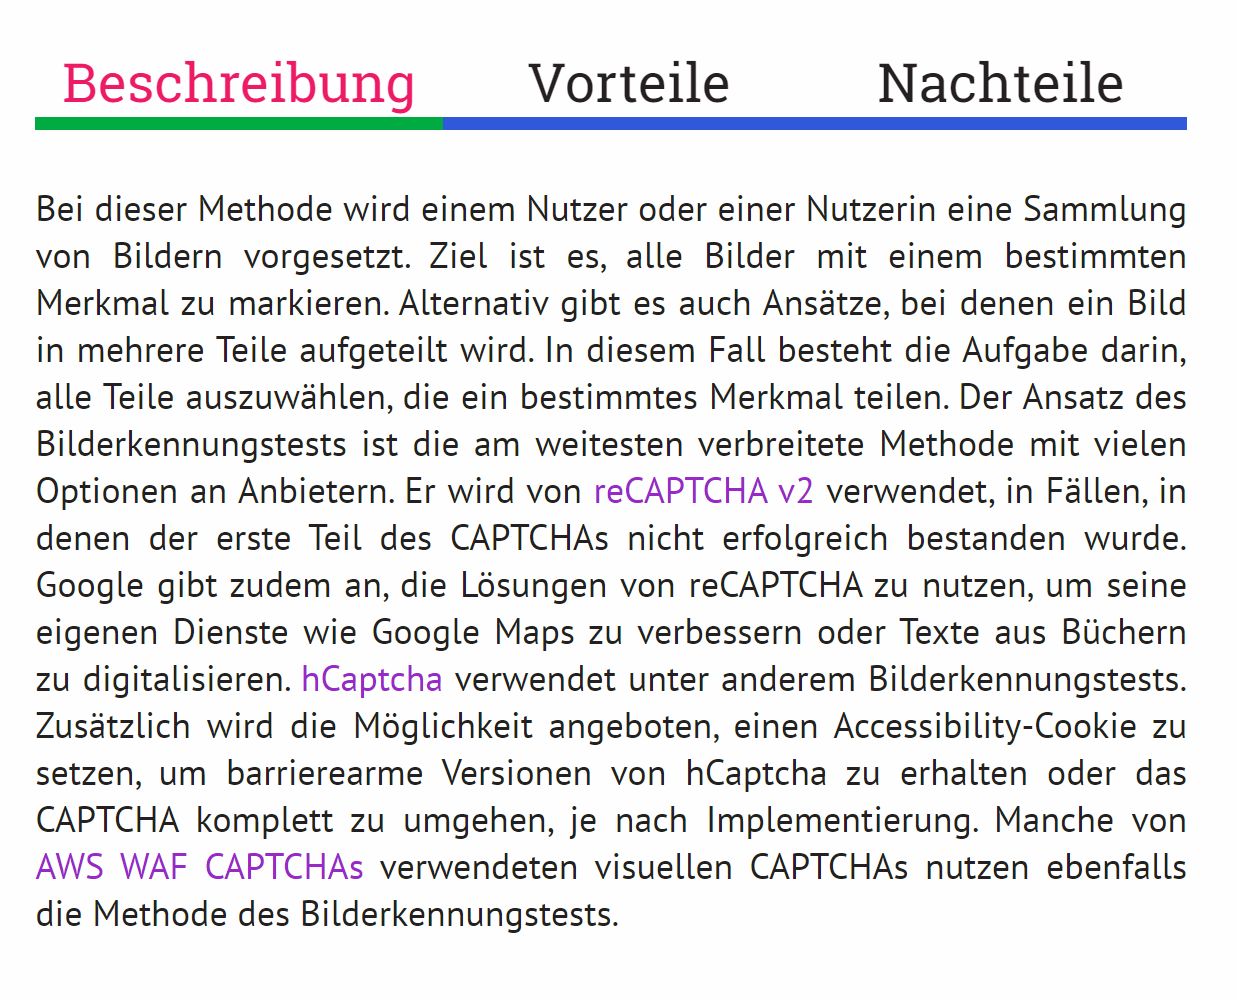 Beschreibung Vorteile Nachteile
Bei dieser Methode wird einem Nutzer oder einer Nutzerin eine Sammlung
von Bildern vorgesetzt. Ziel ist es, alle Bilder mit einem bestimmten
Merkmal zu markieren. Alternativ gibt es auch Ansätze, bei denen ein Bild
in mehrere Teile aufgeteilt wird. In diesem Fall besteht die Aufgabe darin,
alle Teile auszuwählen, die ein bestimmtes Merkmal teilen. Der Ansatz des
Bilderkennungstests ist die am weitesten verbreitete Methode mit vielen
Optionen an Anbietern. Er wird von reCAPTCHA v2 verwendet, in Fällen, in
denen der erste Teil des CAPTCHAs nicht erfolgreich bestanden wurde.
Google gibt zudem an, die Lösungen von reCAPTCHA zu nutzen, um seine
eigenen Dienste wie Google Maps zu verbessern oder Texte aus Büchern
zu digitalisieren. hCaptcha verwendet unter anderem Bilderkennungstests.
Zusätzlich wird die Möglichkeit angeboten, einen Accessibility-Cookie zu
setzen, um barrierearme Versionen von hCaptcha zu erhalten oder das
CAPTCHA komplett zu umgehen, je nach Implementierung. Manche von
AWS WAF CAPTCHAs verwendeten visuellen CAPTCHAs nutzen ebenfalls
die Methode des Bilderkennungstests.